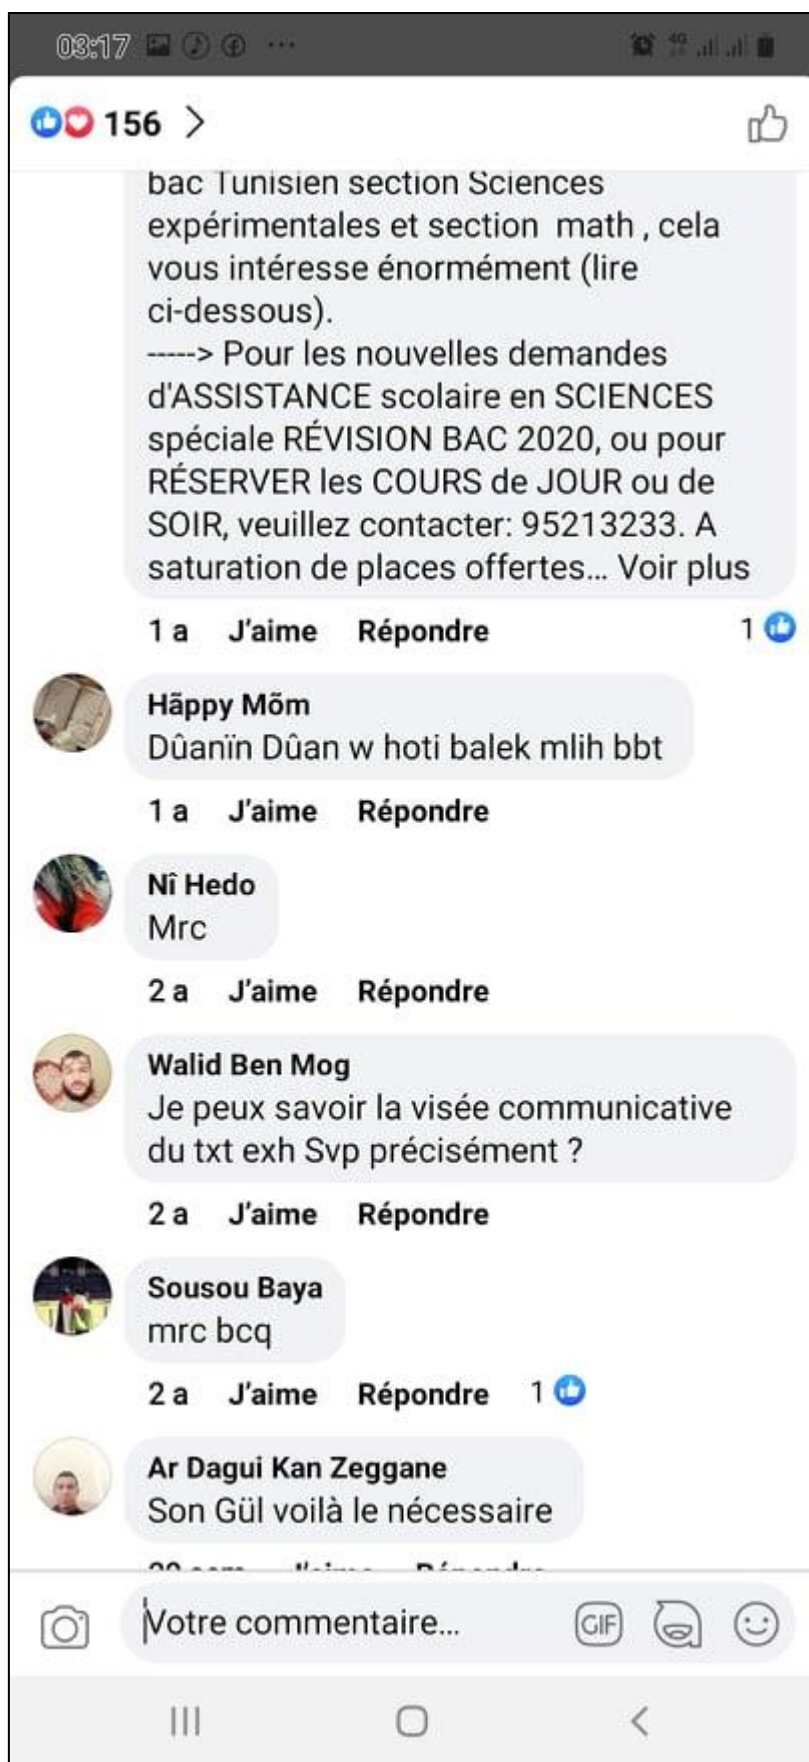 03:17
156
bac Tunisien section Sciences
expérimentales et section math , cela
vous intéresse énormément (lire
ci-dessous).
-----> Pour les nouvelles demandes
d'ASSISTANCE scolaire en SCIENCES
spéciale RÉVISION BAC 2020, ou pour
RÉSERVER les COURS de JOUR ou de
SOIR, veuillez contacter: 95213233. A
saturation de places offertes... Voir plus
1 a J'aime Répondre 1
Hãppy Mõm
Dûanïn Dûan w hoti balek mlih bbt
1 a J'aime Répondre
Nî Hedo
Mrc
2 a J'aime Répondre
Walid Ben Mog
Je peux savoir la visée communicative
du txt exh Svp précisément ?
2 a J'aime Répondre
Sousou Baya
mrc bcq
2 a J'aime Répondre 1
Ar Dagui Kan Zeggane
Son Gül voilà le nécessaire
J'aime Répondre
Votre commentaire... GIF